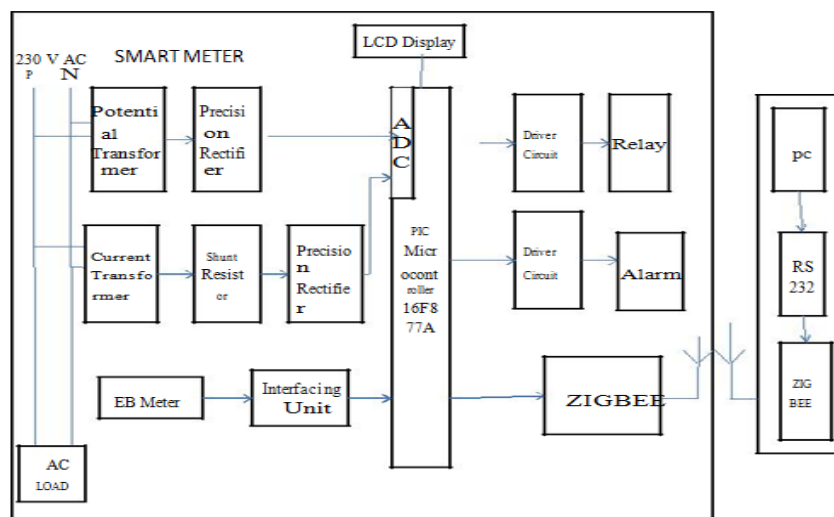 LCD Display
230 V AC
P N
SMART METER
Potenti
al
Transfor
mer
Precisi
on
Rectifi
er
A
D
C
Driver
Circuit
Relay
pc
Current
Transfo
rmer
Shunt
Resist
or
Precisio
n
Rectifie
r
PIC
Micr
ocont
roller
16F8
77A
Driver
Circuit
Alarm
RS
232
EB Meter
Interfacing
Unit
ZIGBEE
ZIG
BEE
AC
LOAD